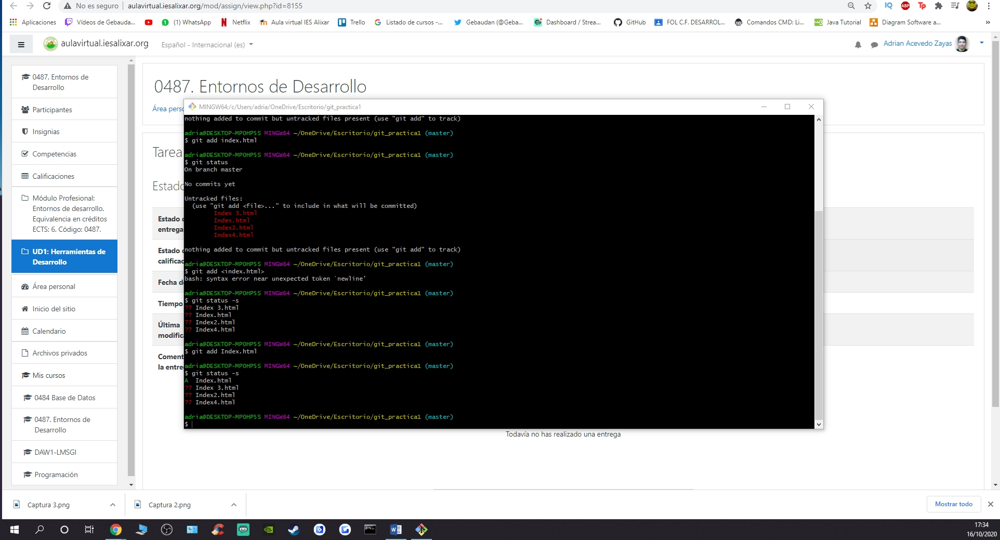 No es seguro | aulavirtual.iesalixar.org/mod/assign/view.php?id=8155
Aplicaciones Vídeos de Gebauda... (1) WhatsApp Netflix Aula virtual IES Alixar Trello Listado de cursos -... Gebaudan (@Geba... Dashboard / Strea... GitHub FOL C.F. DESARROL... Comandos CMD: Li... Java Tutorial Diagram Software a... »
aulavirtual.iesalixar.org Español - Internacional (es) Adrian Acevedo Zayas
0487. Entornos de
Desarrollo
Participantes
Insignias
Competencias
Calificaciones
Módulo Profesional:
Entornos de desarrollo.
Equivalencia en créditos
ECTS: 6. Código: 0487.
UD1: Herramientas de
Desarrollo
Área personal
Inicio del sitio
Calendario
Archivos privados
Mis cursos
0484 Base de Datos
0487. Entornos de
Desarrollo
DAW1-LMSGI
Programación
0487. Entornos de Desarrollo
Área perso
Tarea
Estado
Estado d
entrega
Estado d
calificac
Fecha d
Tiempo
Última
modific
Coment
la entre
MINGW64:/c/Users/adria/OneDrive/Escritorio/git_practica1
nothing added to commit but untracked files present (use "git add" to track)
adria@DESKTOP-MPOHP5S MINGW64 ~/OneDrive/Escritorio/git_practica1 (master)
$ git add index.html
adria@DESKTOP-MPOHP5S MINGW64 ~/OneDrive/Escritorio/git_practica1 (master)
$ git status
On branch master
No commits yet
Untracked files:
(use "git add <file>..." to include in what will be committed)
Index 3.html
Index.html
Index2.html
Index4.html
nothing added to commit but untracked files present (use "git add" to track)
adria@DESKTOP-MPOHP5S MINGW64 ~/OneDrive/Escritorio/git_practica1 (master)
$ git add <index.html>
bash: syntax error near unexpected token `newline'
adria@DESKTOP-MPOHP5S MINGW64 ~/OneDrive/Escritorio/git_practica1 (master)
$ git status -s
?? Index 3.html
?? Index.html
?? Index2.html
?? Index4.html
adria@DESKTOP-MPOHP5S MINGW64 ~/OneDrive/Escritorio/git_practica1 (master)
$ git add Index.html
adria@DESKTOP-MPOHP5S MINGW64 ~/OneDrive/Escritorio/git_practica1 (master)
$ git status -s
A  Index.html
?? Index 3.html
?? Index2.html
?? Index4.html
adria@DESKTOP-MPOHP5S MINGW64 ~/OneDrive/Escritorio/git_practica1 (master)
$
Todavía no has realizado una entrega
Captura 3.png Captura 2.png Mostrar todo
17:34
16/10/2020